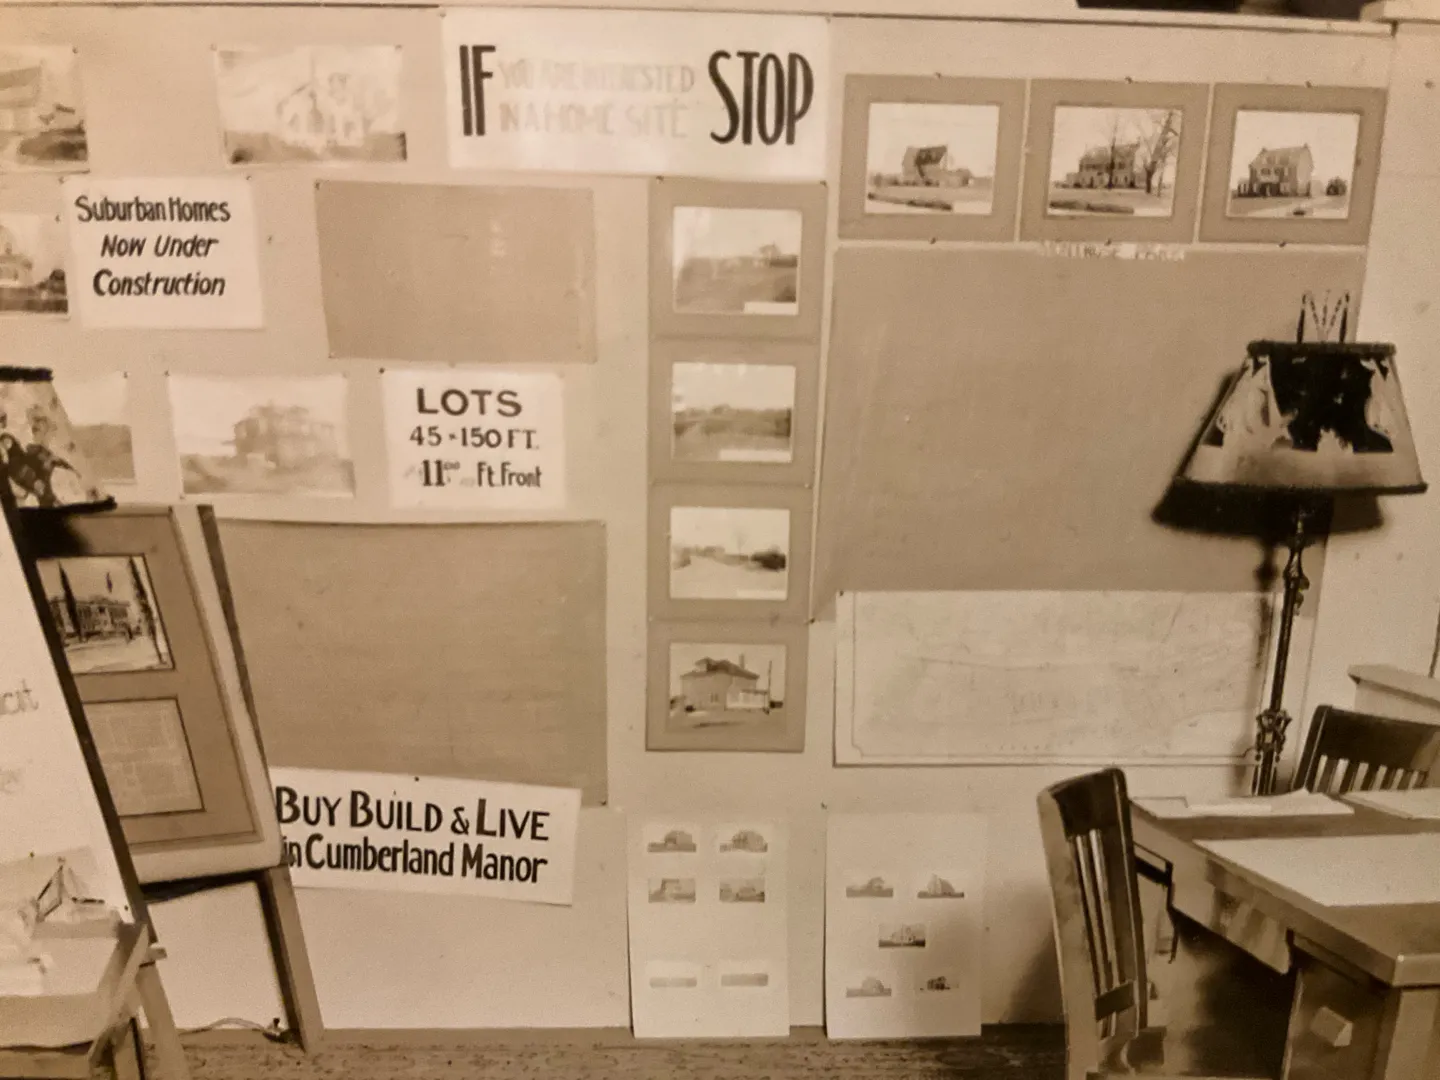 IF YOU ARE INTERESTED IN A HOME SITE STOP
Suburban Homes
Now Under
Construction
LOTS
45-150 FT.
11⁰⁰ Ft. Front
BUY BUILD & LIVE
in Cumberland Manor